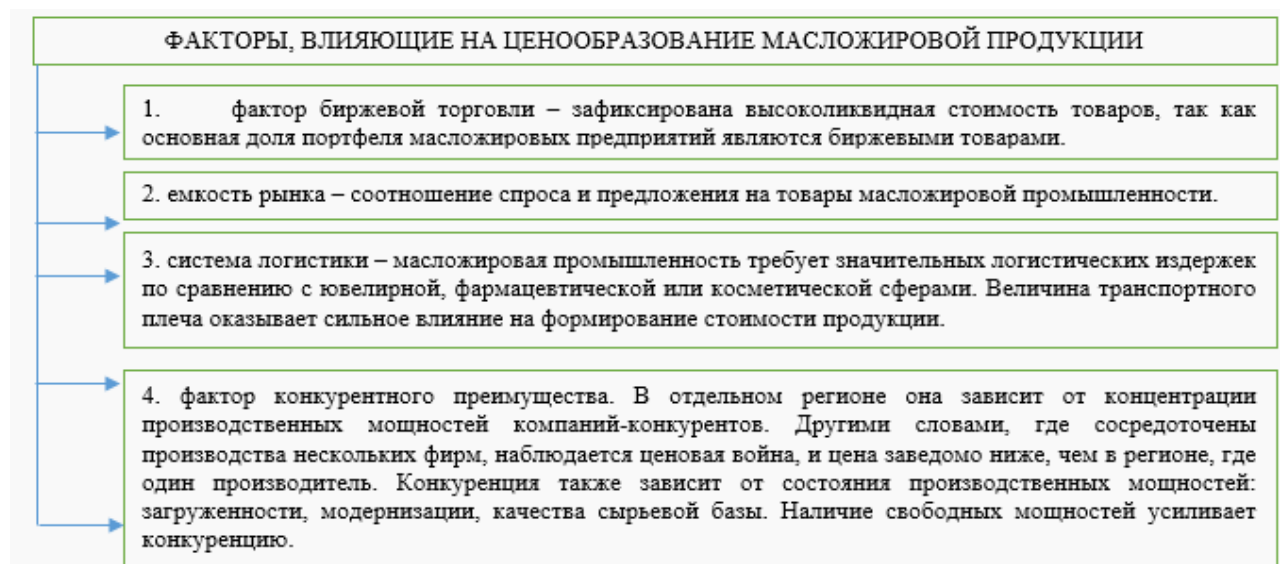 ФАКТОРЫ, ВЛИЯЮЩИЕ НА ЦЕНООБРАЗОВАНИЕ МАСЛОЖИРОВОЙ ПРОДУКЦИИ
1. фактор биржевой торговли – зафиксирована высоколиквидная стоимость товаров, так как
основная доля портфеля масложировых предприятий являются биржевыми товарами.
2. емкость рынка – соотношение спроса и предложения на товары масложировой промышленности.
3. система логистики – масложировая промышленность требует значительных логистических издержек
по сравнению с ювелирной, фармацевтической или косметической сферами. Величина транспортного
плеча оказывает сильное влияние на формирование стоимости продукции.
4. фактор конкурентного преимущества. В отдельном регионе она зависит от концентрации
производственных мощностей компаний-конкурентов. Другими словами, где сосредоточены
производства нескольких фирм, наблюдается ценовая война, и цена заведомо ниже, чем в регионе, где
один производитель. Конкуренция также зависит от состояния производственных мощностей:
загруженности, модернизации, качества сырьевой базы. Наличие свободных мощностей усиливает
конкуренцию.